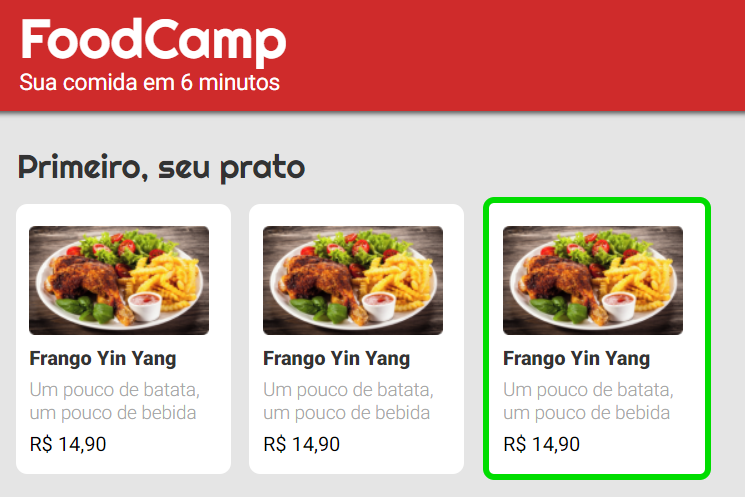 FoodCamp
Sua comida em 6 minutos
Primeiro, seu prato
Frango Yin Yang
Um pouco de batata,
um pouco de bebida
R$ 14,90
Frango Yin Yang
Um pouco de batata,
um pouco de bebida
R$ 14,90
Frango Yin Yang
Um pouco de batata,
um pouco de bebida
R$ 14,90